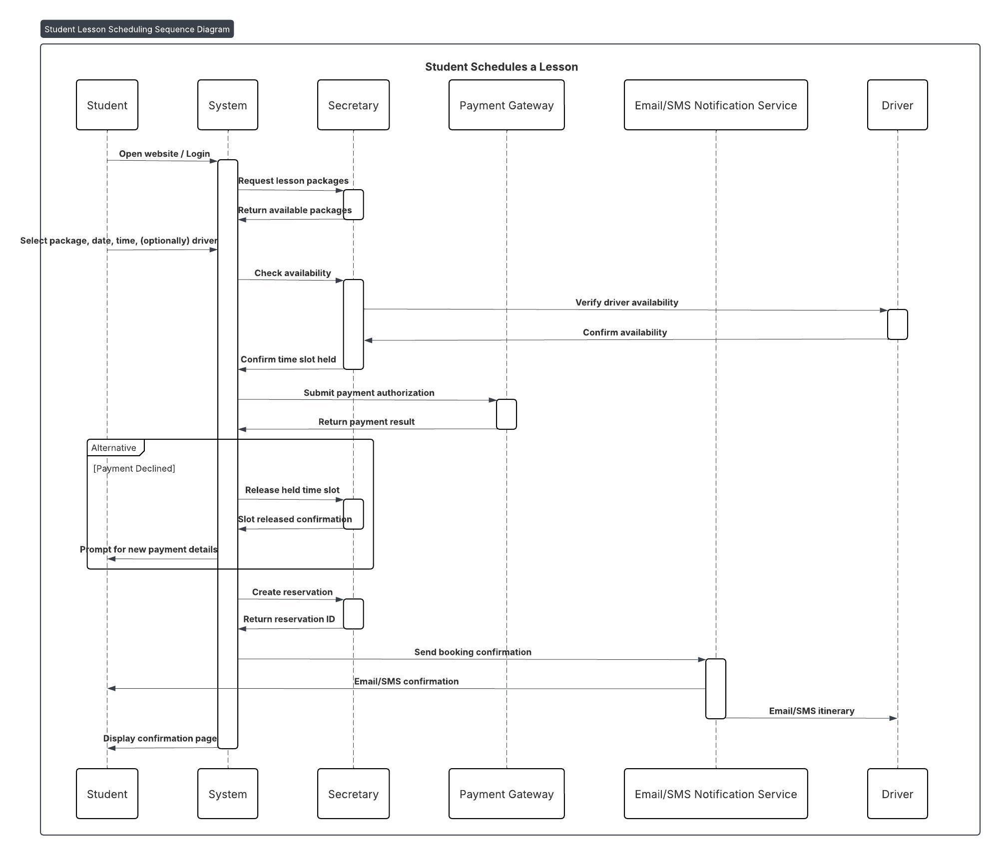 Student Lesson Scheduling Sequence Diagram
Student Schedules a Lesson
Student
System
Secretary
Payment Gateway
Email/SMS Notification Service
Driver
Open website / Login
Request lesson packages
Return available packages
Select package, date, time, (optionally) driver
Check availability
Verify driver availability
Confirm availability
Confirm time slot held
Submit payment authorization
Return payment result
Alternative
[Payment Declined]
Release held time slot
Slot released confirmation
Prompt for new payment details
Create reservation
Return reservation ID
Send booking confirmation
Email/SMS confirmation
Email/SMS itinerary
Display confirmation page
Student
System
Secretary
Payment Gateway
Email/SMS Notification Service
Driver